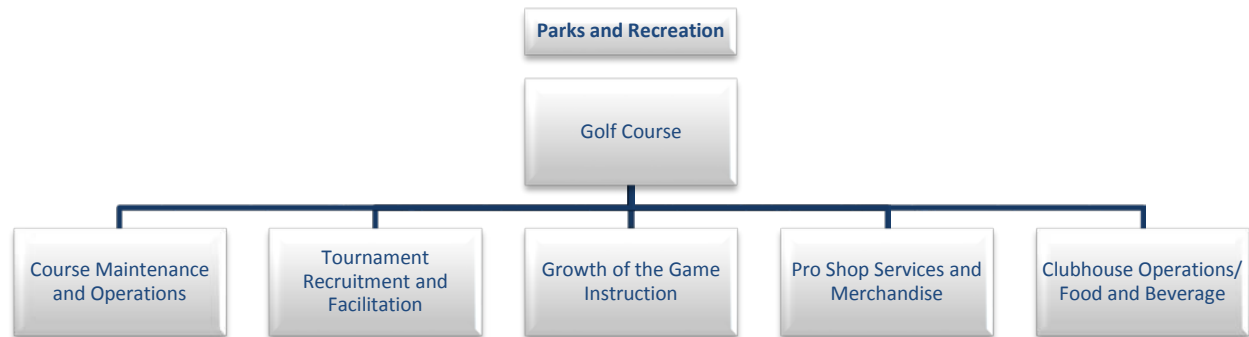 Parks and Recreation
Golf Course
Course Maintenance
and Operations
Tournament
Recruitment and
Facilitation
Growth of the Game
Instruction
Pro Shop Services and
Merchandise
Clubhouse Operations/
Food and Beverage